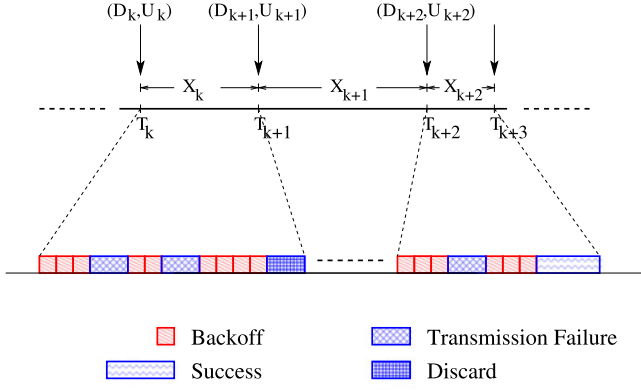 (D_k,U_k) (D_{k+1},U_{k+1}) (D_{k+2},U_{k+2})
X_k X_{k+1} X_{k+2}
T_k T_{k+1} T_{k+2} T_{k+3}
Backoff Transmission Failure
Success Discard